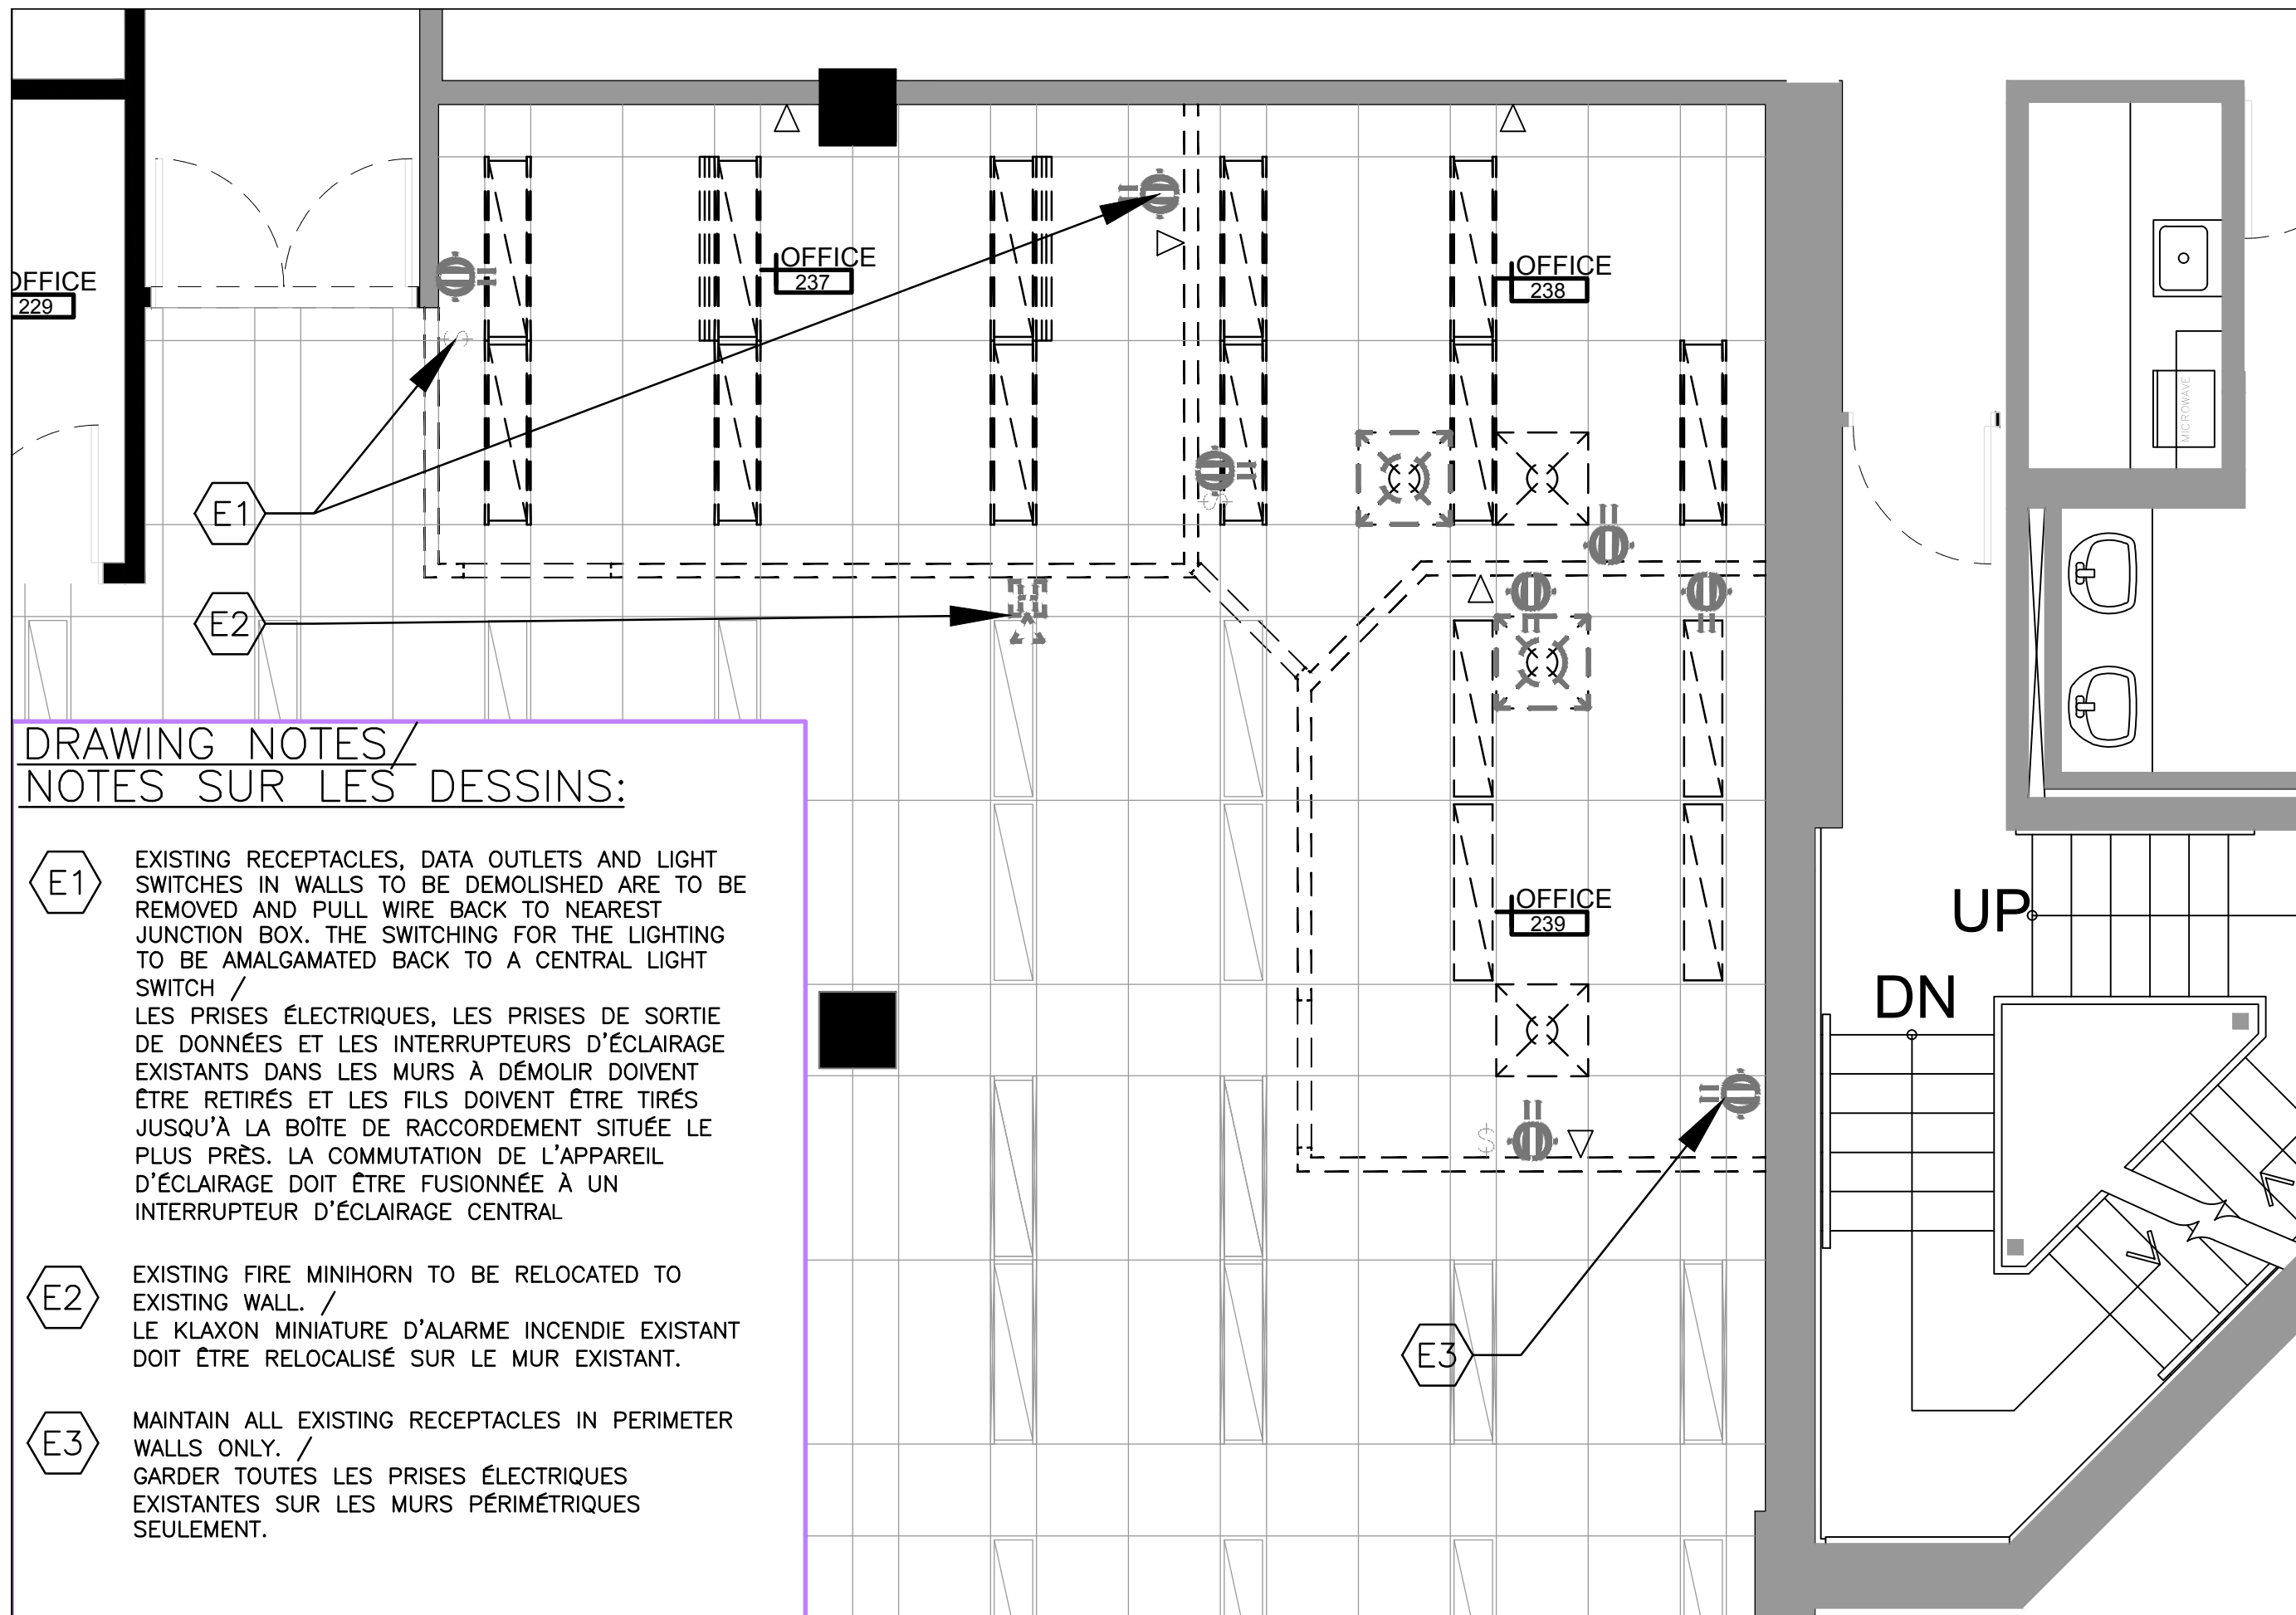 OFFICE
229
OFFICE
237
OFFICE
238
MICROWAVE
$
$
E1
E2
OFFICE
239
UP
DN
$
E3
DRAWING NOTES/
NOTES SUR LES DESSINS:
E1
EXISTING RECEPTACLES, DATA OUTLETS AND LIGHT
SWITCHES IN WALLS TO BE DEMOLISHED ARE TO BE
REMOVED AND PULL WIRE BACK TO NEAREST
JUNCTION BOX. THE SWITCHING FOR THE LIGHTING
TO BE AMALGAMATED BACK TO A CENTRAL LIGHT
SWITCH /
LES PRISES ÉLECTRIQUES, LES PRISES DE SORTIE
DE DONNÉES ET LES INTERRUPTEURS D'ÉCLAIRAGE
EXISTANTS DANS LES MURS À DÉMOLIR DOIVENT
ÊTRE RETIRÉS ET LES FILS DOIVENT ÊTRE TIRÉS
JUSQU'À LA BOÎTE DE RACCORDEMENT SITUÉE LE
PLUS PRÈS. LA COMMUTATION DE L'APPAREIL
D'ÉCLAIRAGE DOIT ÊTRE FUSIONNÉE À UN
INTERRUPTEUR D'ÉCLAIRAGE CENTRAL
E2
EXISTING FIRE MINIHORN TO BE RELOCATED TO
EXISTING WALL. /
LE KLAXON MINIATURE D'ALARME INCENDIE EXISTANT
DOIT ÊTRE RELOCALISÉ SUR LE MUR EXISTANT.
E3
MAINTAIN ALL EXISTING RECEPTACLES IN PERIMETER
WALLS ONLY. /
GARDER TOUTES LES PRISES ÉLECTRIQUES
EXISTANTES SUR LES MURS PÉRIMÉTRIQUES
SEULEMENT.